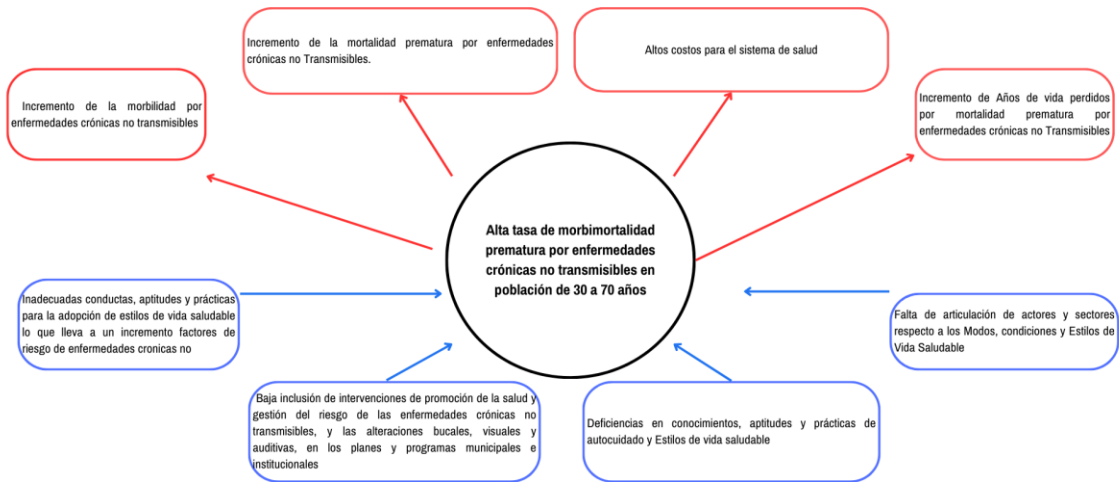 Incremento de la mortalidad prematura por enfermedades
crónicas no Transmisibles.
Altos costos para el sistema de salud
Incremento de la morbilidad por
enfermedades crónicas no transmisibles
Incremento de Años de vida perdidos
por mortalidad prematura por
enfermedades crónicas no Transmisibles
Alta tasa de morbimortalidad
prematura por enfermedades
crónicas no transmisibles en
población de 30 a 70 años
Inadecuadas conductas, aptitudes y prácticas
para la adopción de estilos de vida saludable
lo que lleva a un incremento factores de
riesgo de enfermedades cronicas no
Falta de articulación de actores y sectores
respecto a los Modos, condiciones y Estilos de
Vida Saludable
Baja inclusión de intervenciones de promoción de la salud y
gestión del riesgo de las enfermedades crónicas no
transmisibles, y las alteraciones bucales, visuales y
auditivas, en los planes y programas municipales e
institucionales
Deficiencias en conocimientos, aptitudes y prácticas de
autocuidado y Estilos de vida saludable